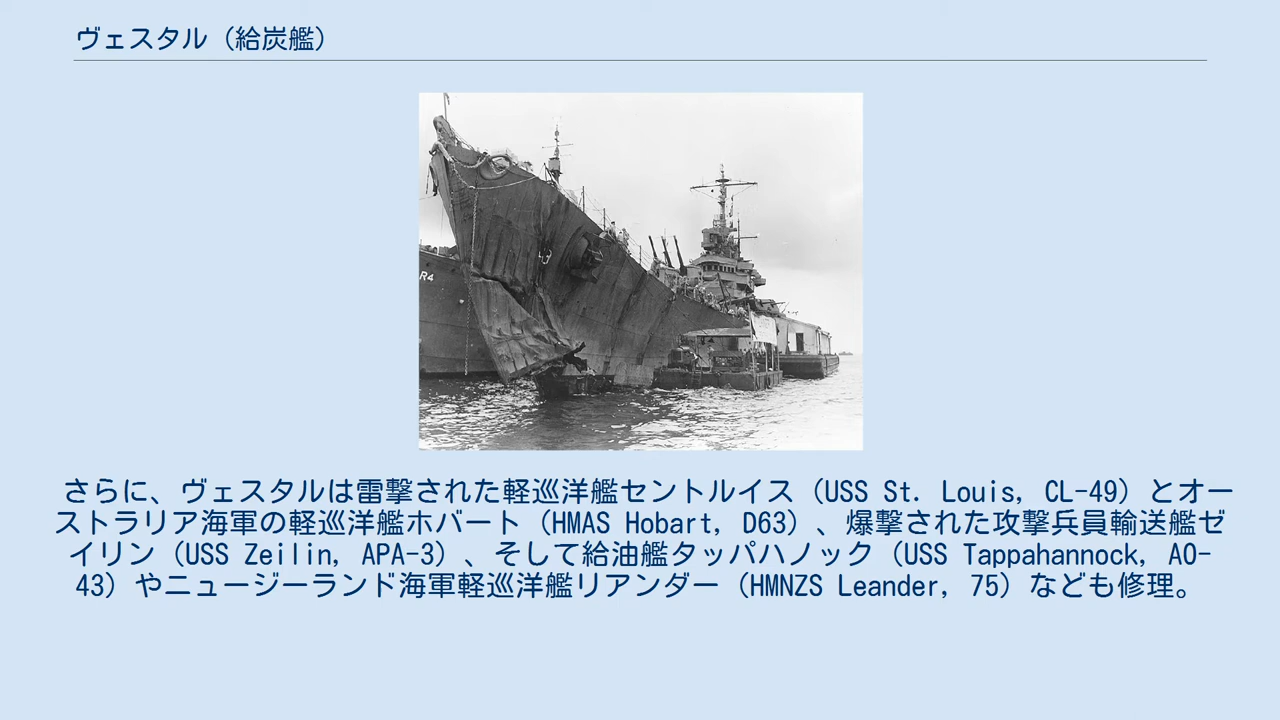 ヴェスタル（給炭艦）
R4
さらに、ヴェスタルは雷撃された軽巡洋艦セントルイス（USS St. Louis, CL-49）とオー
ストラリア海軍の軽巡洋艦ホバート（HMAS Hobart, D63）、爆撃された攻撃兵員輸送艦ゼ
イリン（USS Zeilin, APA-3）、そして給油艦タッパハノック（USS Tappahannock, AO-
43）やニュージーランド海軍軽巡洋艦リアンダー（HMNZS Leander, 75）なども修理。